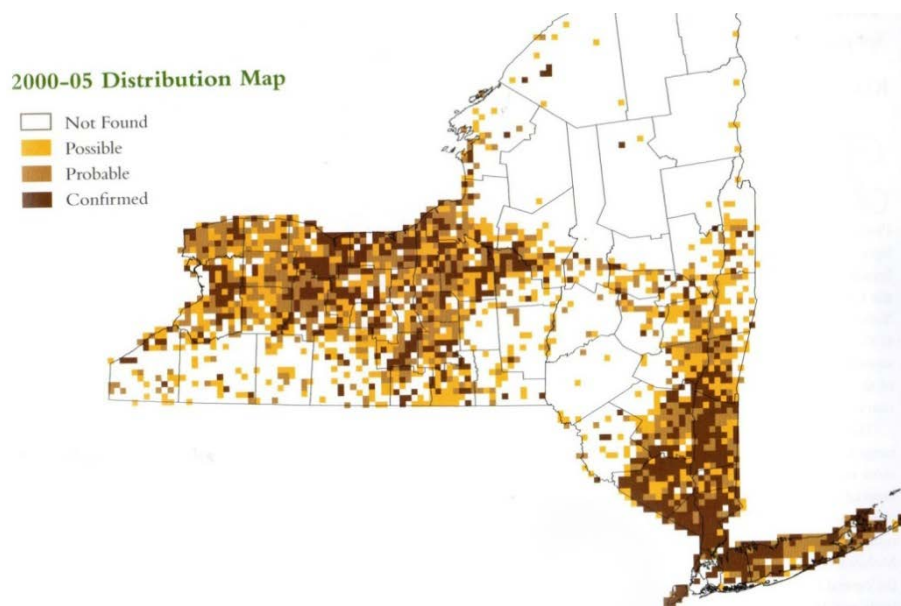 2000-05 Distribution Map
Not Found
Possible
Probable
Confirmed